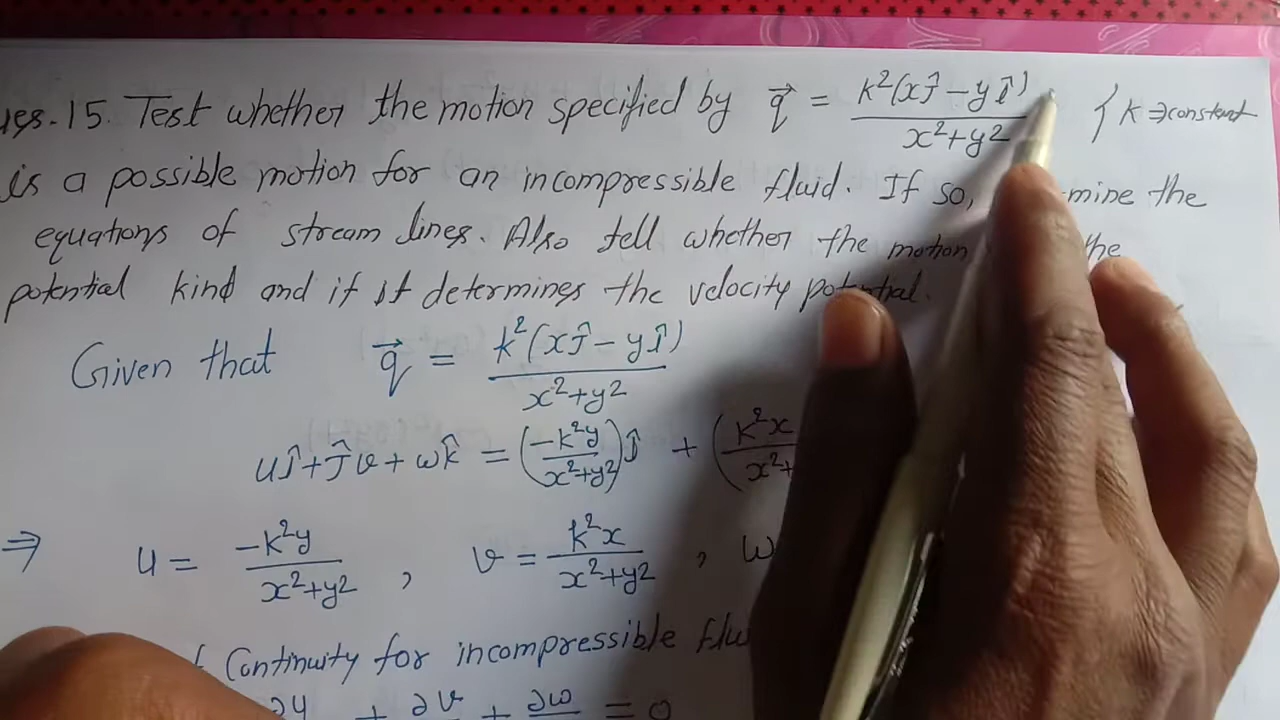 15. Test whether the motion specified by q⃗ = k²(xĵ − yî) / x²+y² { k ⇒ constant
is a possible motion for an incompressible fluid. If so, the
equations of stream lines. Also tell whether the motion the
potential kind and if it determines the velocity potential.
Given that q⃗ = k²(xĵ − yî) / x²+y²
uî + ĵv + wk̂ = (−k²y / x²+y²) î + (k²x / x²+
⇒ u = −k²y / x²+y² , v = k²x / x²+y² , w
Continuity for incompressible
∂u + ∂v + ∂w = 0